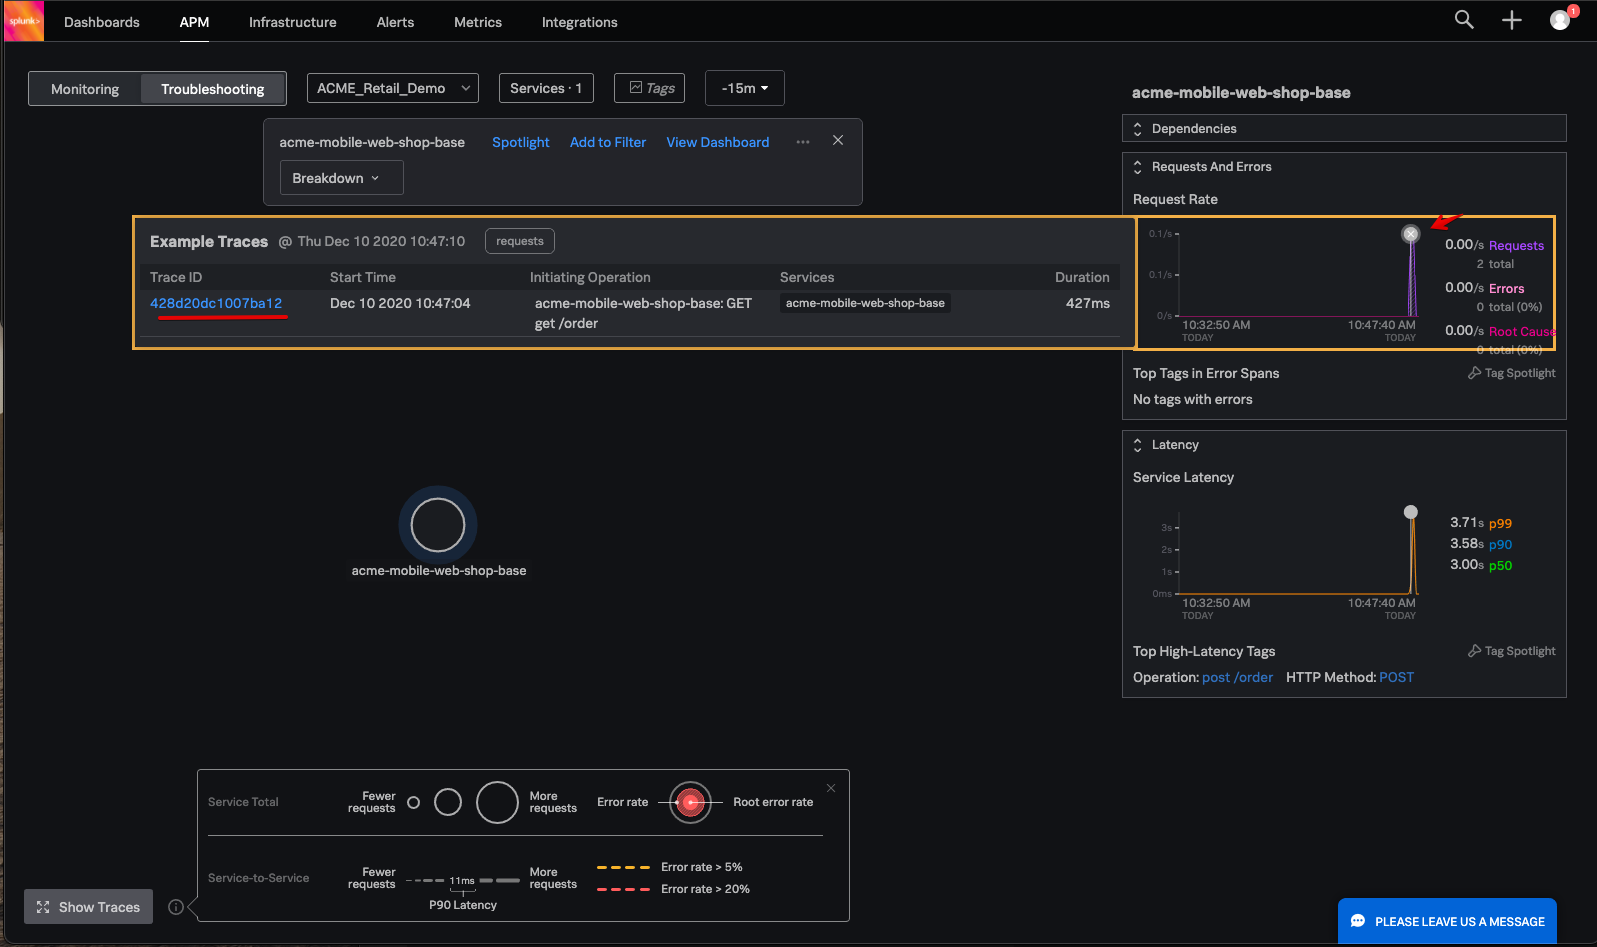 splunk>
Dashboards APM Infrastructure Alerts Metrics Integrations
1
Monitoring Troubleshooting ACME_Retail_Demo Services · 1 Tags -15m
acme-mobile-web-shop-base Spotlight Add to Filter View Dashboard ···
Breakdown
Example Traces @ Thu Dec 10 2020 10:47:10 requests
Trace ID Start Time Initiating Operation Services Duration
428d20dc1007ba12 Dec 10 2020 10:47:04 acme-mobile-web-shop-base: GET acme-mobile-web-shop-base 427ms
get /order
acme-mobile-web-shop-base
Dependencies
Requests And Errors
Request Rate
0.1/s
0.1/s
0/s
10:32:50 AM 10:47:40 AM
TODAY TODAY
0.00/s Requests
2 total
0.00/s Errors
0 total (0%)
0.00/s Root Cause
0 total (0%)
Top Tags in Error Spans Tag Spotlight
No tags with errors
Latency
Service Latency
3s
2s
1s
0ms
10:32:50 AM 10:47:40 AM
TODAY TODAY
3.71s p99
3.58s p90
3.00s p50
Top High-Latency Tags Tag Spotlight
Operation: post /order HTTP Method: POST
acme-mobile-web-shop-base
Service Total Fewer requests More requests Error rate Root error rate
Service-to-Service Fewer requests 11ms More requests
P90 Latency
Error rate > 5%
Error rate > 20%
Show Traces
PLEASE LEAVE US A MESSAGE